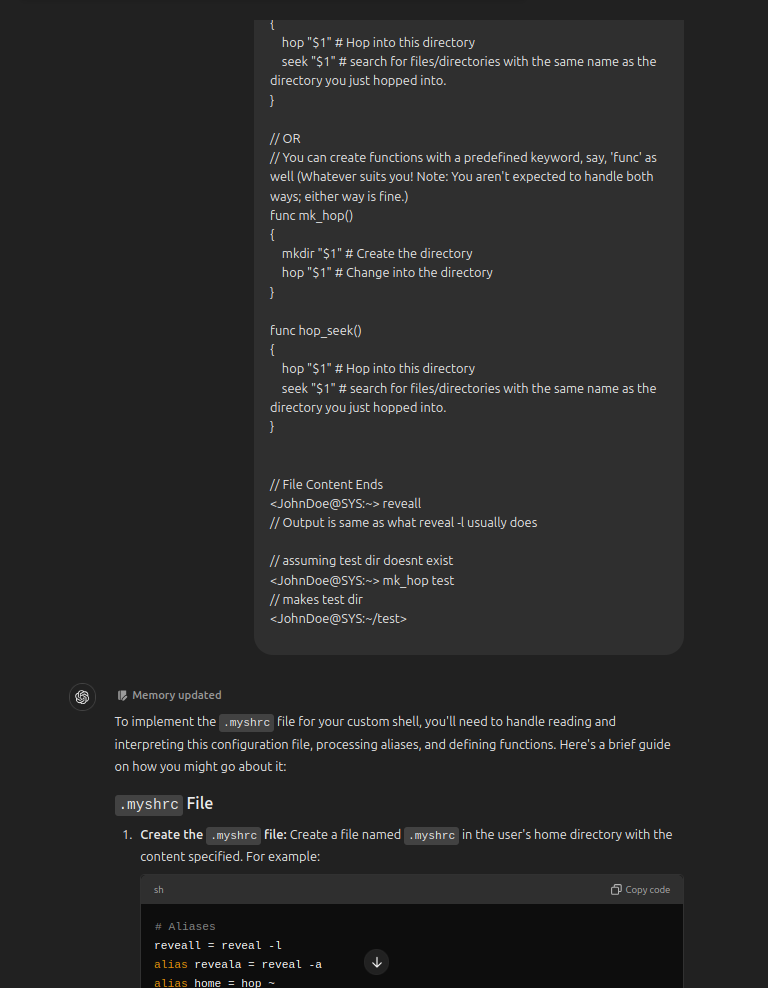 {
hop "$1" # Hop into this directory
seek "$1" # search for files/directories with the same name as the
directory you just hopped into.
}
// OR
// You can create functions with a predefined keyword, say, 'func' as
well (Whatever suits you! Note: You aren't expected to handle both
ways; either way is fine.)
func mk_hop()
{
mkdir "$1" # Create the directory
hop "$1" # Change into the directory
}
func hop_seek()
{
hop "$1" # Hop into this directory
seek "$1" # search for files/directories with the same name as the
directory you just hopped into.
}
// File Content Ends
<JohnDoe@SYS:~> reveall
// Output is same as what reveal -l usually does
// assuming test dir doesnt exist
<JohnDoe@SYS:~> mk_hop test
// makes test dir
<JohnDoe@SYS:~/test>
Memory updated
To implement the .myshrc file for your custom shell, you'll need to handle reading and
interpreting this configuration file, processing aliases, and defining functions. Here's a brief guide
on how you might go about it:
.myshrc File
1. Create the .myshrc file: Create a file named .myshrc in the user's home directory with the
content specified. For example:
sh Copy code
# Aliases
reveall = reveal -l
alias reveala = reveal -a
alias home = hop ~